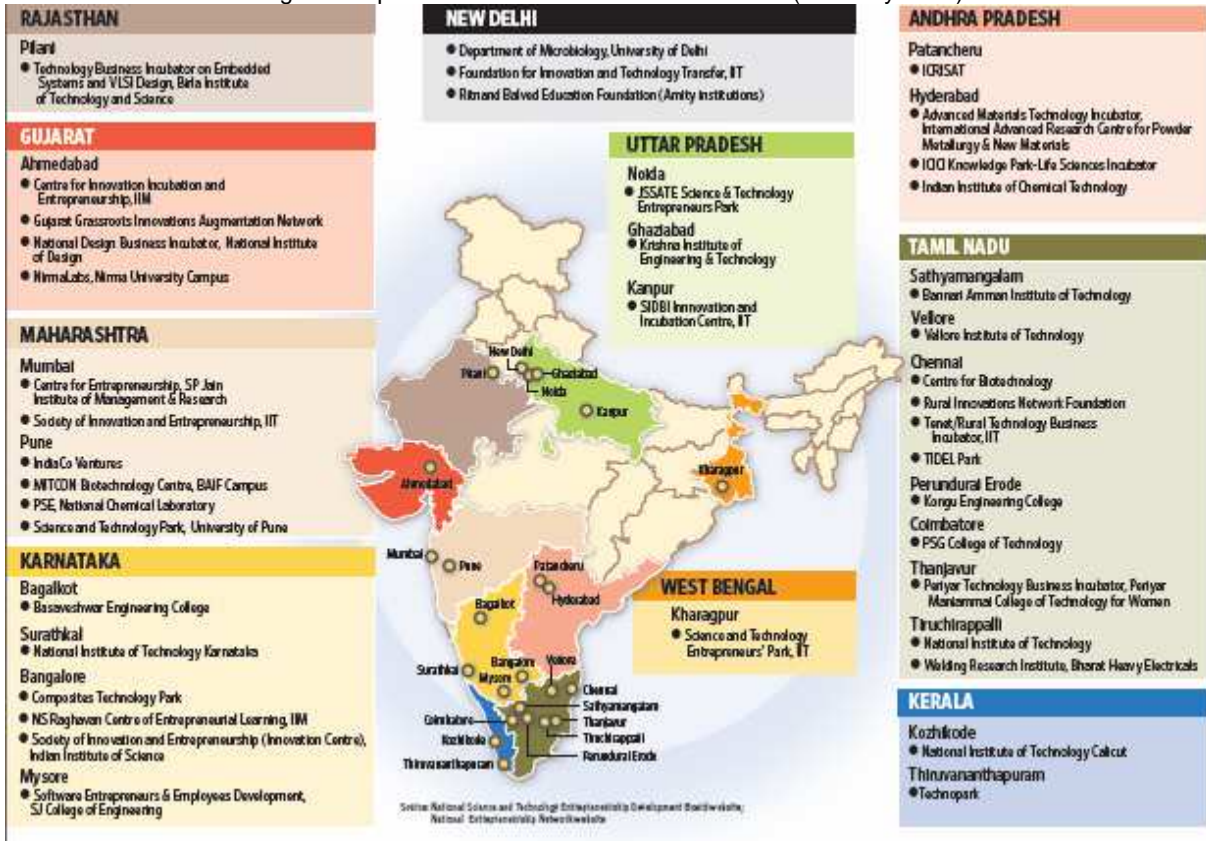 RAJASTHAN
Pilani
• Technology Business Incubator on Embedded
Systems and VLSI Design, Birla Institute
of Technology and Science
GUJARAT
Ahmedabad
• Centre for Innovation Incubation and
Entrepreneurship, IIM
• Gujarat Grassroots Innovations Augmentation Network
• National Design Business Incubator, National Institute
of Design
• NirmaLabs, Nirma University Campus
MAHARASHTRA
Mumbai
• Centre for Entrepreneurship, SP Jain
Institute of Management & Research
• Society of Innovation and Entrepreneurship, IIT
Pune
• IndiaCo Ventures
• MITCON Biotechnology Centre, BAIF Campus
• PSE, National Chemical Laboratory
• Science and Technology Park, University of Pune
KARNATAKA
Bagalkot
• Basaveshwar Engineering College
Surathkal
• National Institute of Technology Karnataka
Bangalore
• Composites Technology Park
• NS Raghavan Centre of Entrepreneurial Learning, IIM
• Society of Innovation and Entrepreneurship (Innovation Centre),
Indian Institute of Science
Mysore
• Software Entrepreneurs & Employees Development,
SJ College of Engineering
NEW DELHI
• Department of Microbiology, University of Delhi
• Foundation for Innovation and Technology Transfer, IIT
• Ritnand Balved Education Foundation (Amity Institutions)
UTTAR PRADESH
Noida
• JSSATE Science & Technology
Entrepreneurs Park
Ghaziabad
• Krishna Institute of
Engineering & Technology
Kanpur
• SIDBI Innnovation and
Incubation Centre, IIT
New Delhi
Pilani
Ghaziabad
Noida
Kanpur
Ahmedabad
Kharagpur
Mumbai
Pune
Patancheru
Hyderabad
Bagalkot
Surathkal
Bangalore
Vellore
Mysore
Chennai
Sathyamangalam
Coimbatore
Thanjavur
Kozhikode
Tiruchirappalli
Thiruvananthapuram
Perundurai Erode
WEST BENGAL
Kharagpur
• Science and Technology
Entrepreneurs' Park, IIT
Source: National Science and Technology Entrepreneurship Development Board website;
National Entrepreneurship Network website
ANDHRA PRADESH
Patancheru
• ICRISAT
Hyderabad
• Advanced Materials Technology Incubator,
International Advanced Research Centre for Powder
Metallurgy & New Materials
• ICICI Knowledge Park-Life Sciences Incubator
• Indian Institute of Chemical Technology
TAMIL NADU
Sathyamangalam
• Bannari Amman Institute of Technology
Vellore
• Vellore Institute of Technology
Chennai
• Centre for Biotechnology
• Rural Innovations Network Foundation
• Tenet/Rural Technology Business
Incubator, IIT
• TIDEL Park
Perundurai Erode
• Kongu Engineering College
Coimbatore
• PSG College of Technology
Thanjavur
• Periyar Technology Business Incubator, Periyar
Maniammai College of Technology for Women
Tiruchirappalli
• National Institute of Technology
• Welding Research Institute, Bharat Heavy Electricals
KERALA
Kozhikode
• National Institute of Technology Calicut
Thiruvananthapuram
• Technopark